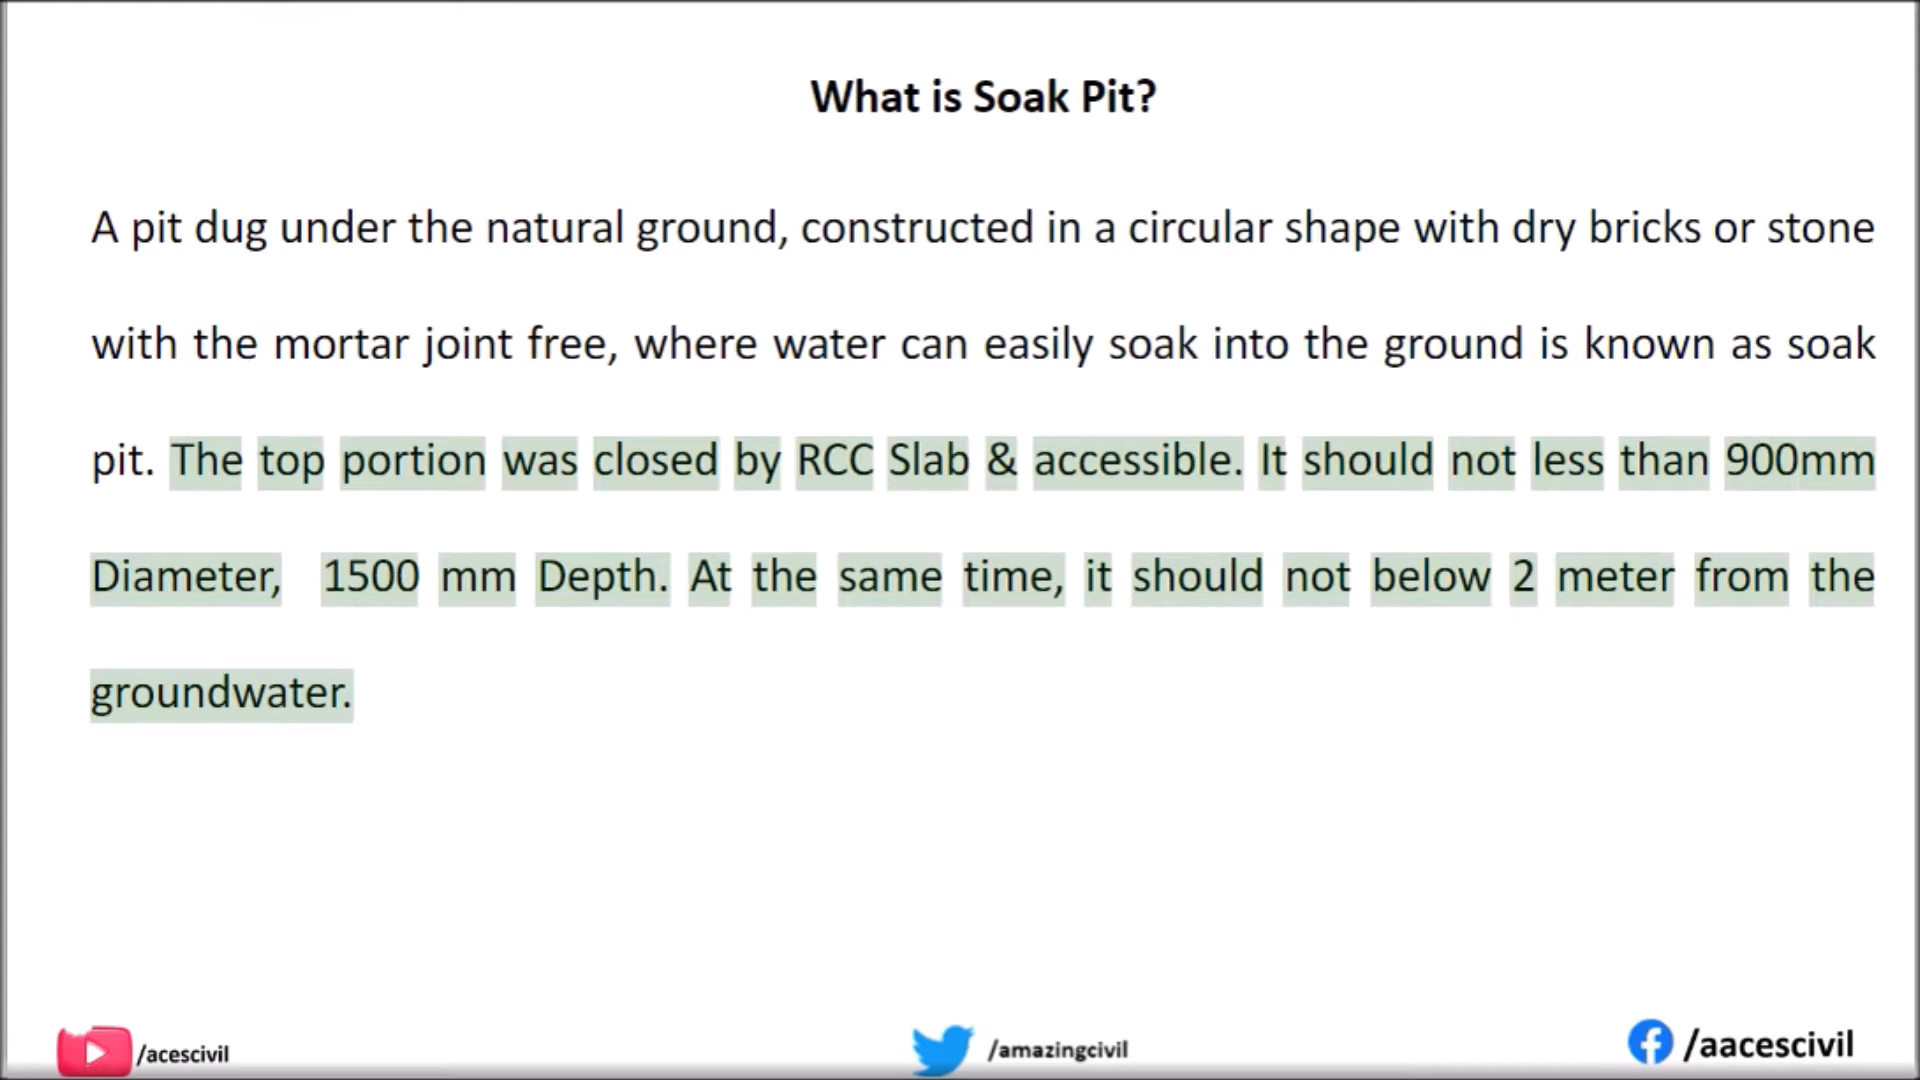 What is Soak Pit?
A pit dug under the natural ground, constructed in a circular shape with dry bricks or stone
with the mortar joint free, where water can easily soak into the ground is known as soak
pit. The top portion was closed by RCC Slab & accessible. It should not less than 900mm
Diameter, 1500 mm Depth. At the same time, it should not below 2 meter from the
groundwater.
/acescivil
/amazingcivil
/aacescivil